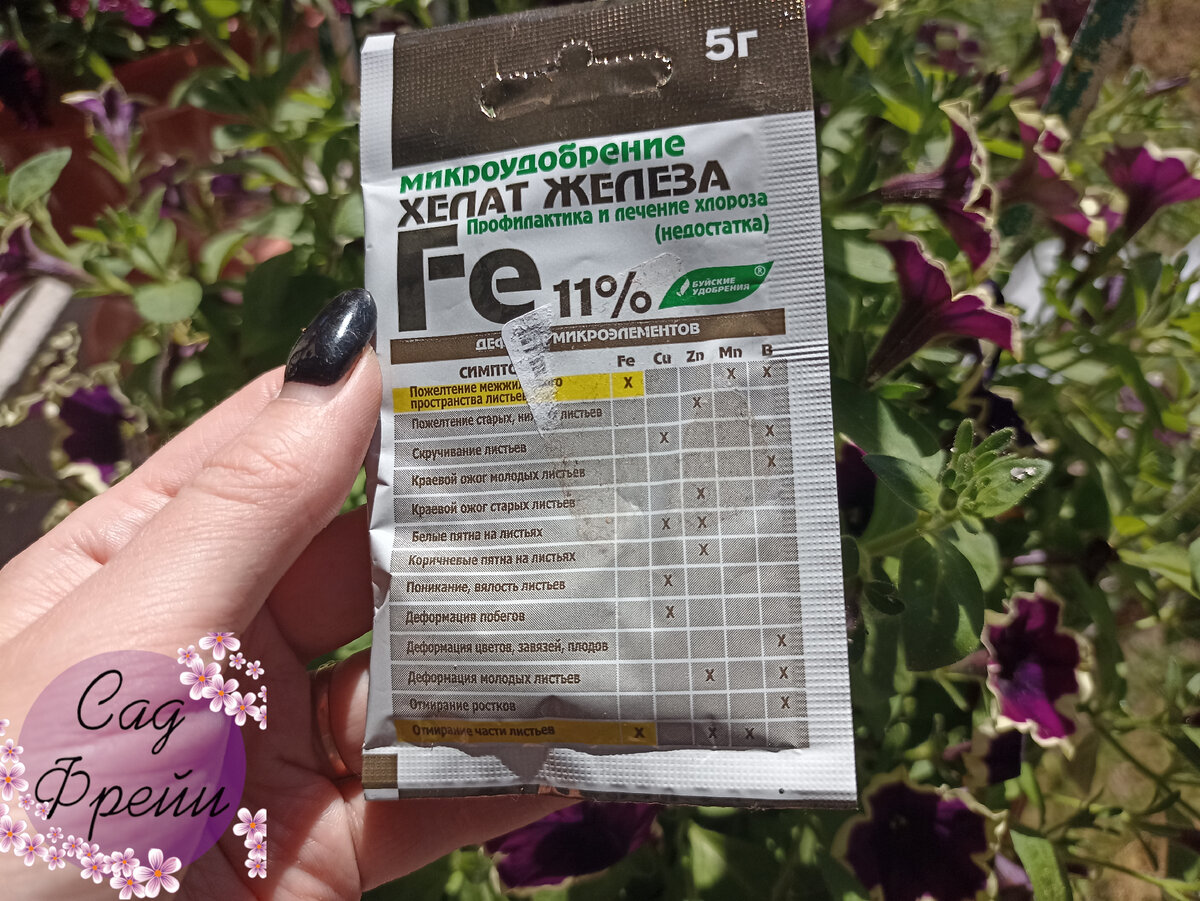 5г
микроудобрение
ХЕЛАТ ЖЕЛЕЗА
Профилактика и лечение хлороза
(недостатка)
Fe 11%
БУЙСКИЕ
УДОБРЕНИЯ ®
МИКРОЭЛЕМЕНТОВ
Fe Cu Zn Mn B
Пожелтение
пространства листьев X X X
Пожелтение старых, листьев X
Скручивание листьев X X
Краевой ожог молодых листьев X
Краевой ожог старых листьев X
Белые пятна на листьях X X
Коричневые пятна на листьях X
Поникание, вялость листьев X
Деформация побегов X
Деформация цветов, завязей, плодов X
Деформация молодых листьев X X
Отмирание ростков X
Отмирание части листьев X X X
Сад
Фрейи